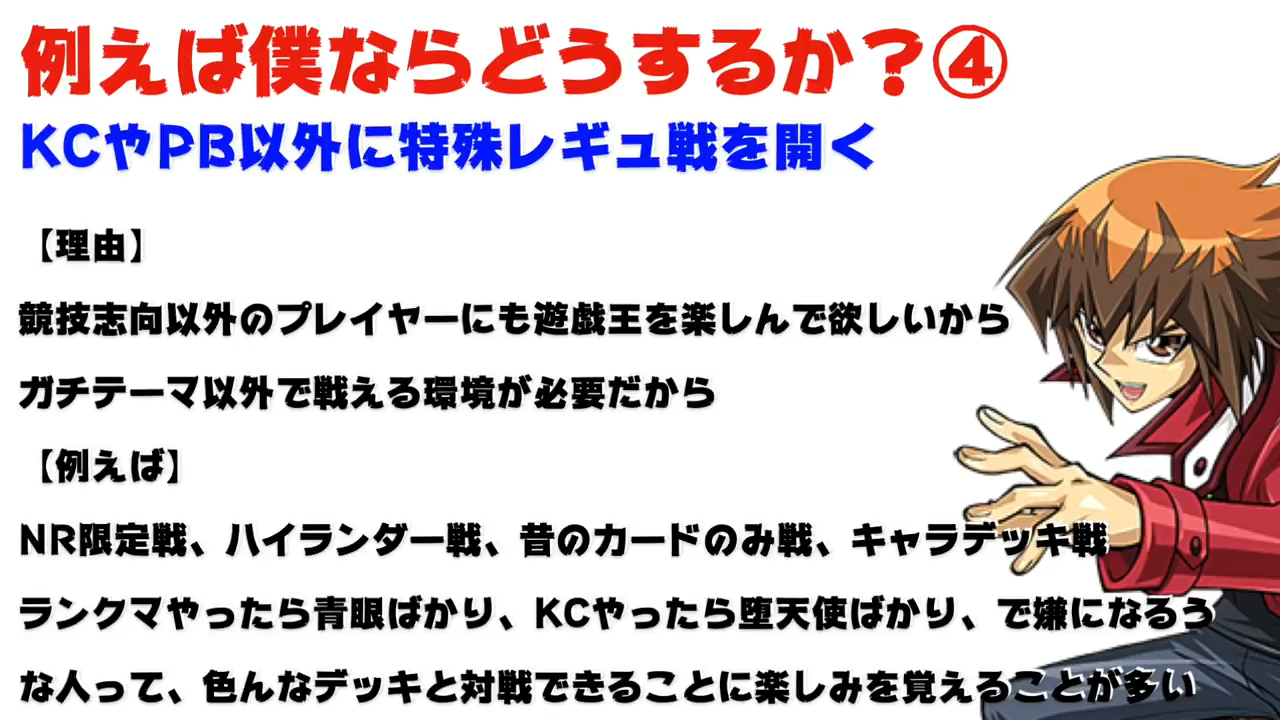 例えば僕ならどうするか？④
KCやPB以外に特殊レギュ戦を開く
【理由】
競技志向以外のプレイヤーにも遊戯王を楽しんで欲しいから
ガチテーマ以外で戦える環境が必要だから
【例えば】
NR限定戦、ハイランダー戦、昔のカードのみ戦、キャラデッキ戦
ランクマやったら青眼ばかり、KCやったら堕天使ばかり、で嫌になるう
な人って、色んなデッキと対戦できることに楽しみを覚えることが多い